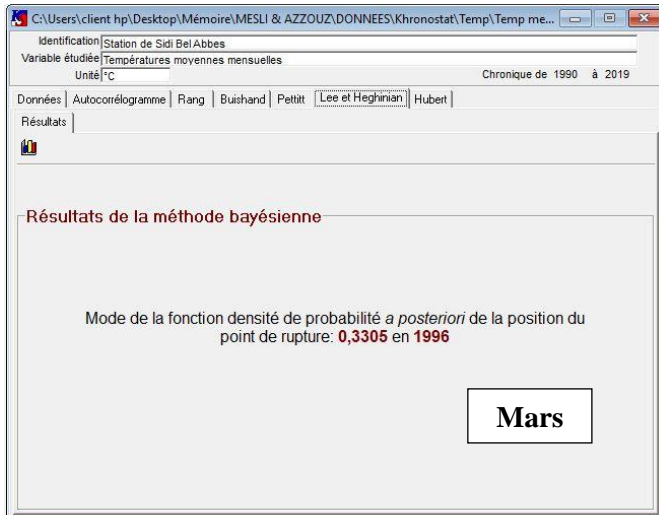 C:\Users\client hp\Desktop\Mémoire\MESLI & AZZOUZ\DONNEES\Khronostat\Temp\Temp me...
Identification Station de Sidi Bel Abbes
Variable étudiée Températures moyennes mensuelles
Unité °C Chronique de 1990 à 2019
Données Autocorrélogramme Rang Buishand Pettitt Lee et Heghinian Hubert
Résultats
Résultats de la méthode bayésienne
Mode de la fonction densité de probabilité a posteriori de la position du
point de rupture: 0,3305 en 1996
Mars